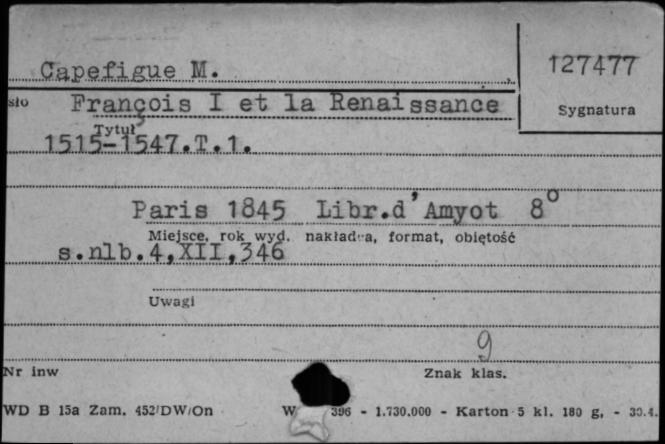 Capefigue M.
127477
sło François I et la Renaissance
Sygnatura
Tytuł
1515-1547.T.1.
Paris 1845 Libr.d'Amyot 8°
Miejsce, rok wyd. nakład-a, format, objętość
s.nlb.4,XII,346
Uwagi
9
Nr inw
Znak klas.
WD B 15a Zam. 452/DW/On W 396 - 1.730.000 - Karton 5 kl. 180 g, - 30.4.